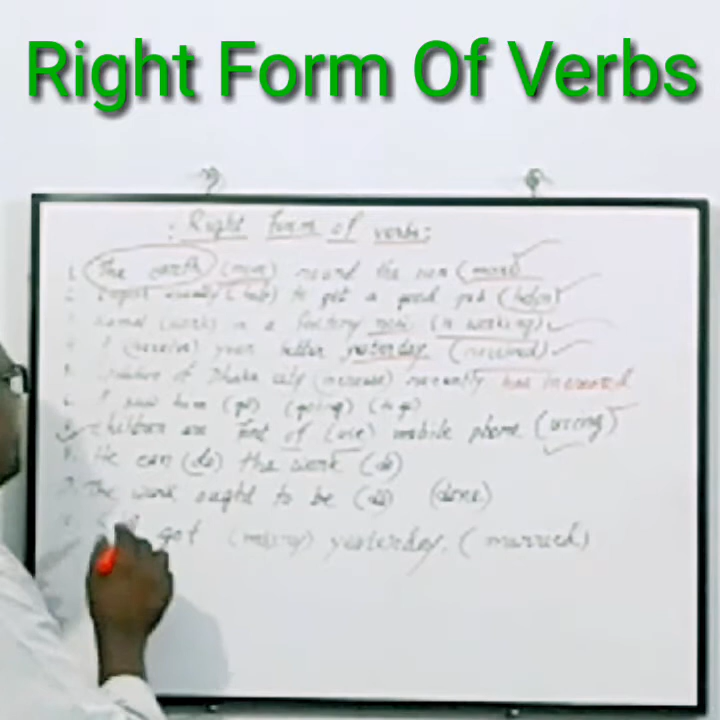 Right Form Of Verbs
: Right Form of verbs:
1. The earth (move) round the sun (moves)
2. usually (help) to get a good job (helps)
3. Kamal (work) in a factory now (is working)
4. I (receive) your letter yesterday (received)
5. of Dhaka city (increase) recently has increased
6. I saw him (go) (going) (to go)
Children are fond of (use) mobile phone (using)
8. He can (do) the work (do)
9. The work ought to be (do) (done)
got (marry) yesterday. (married)